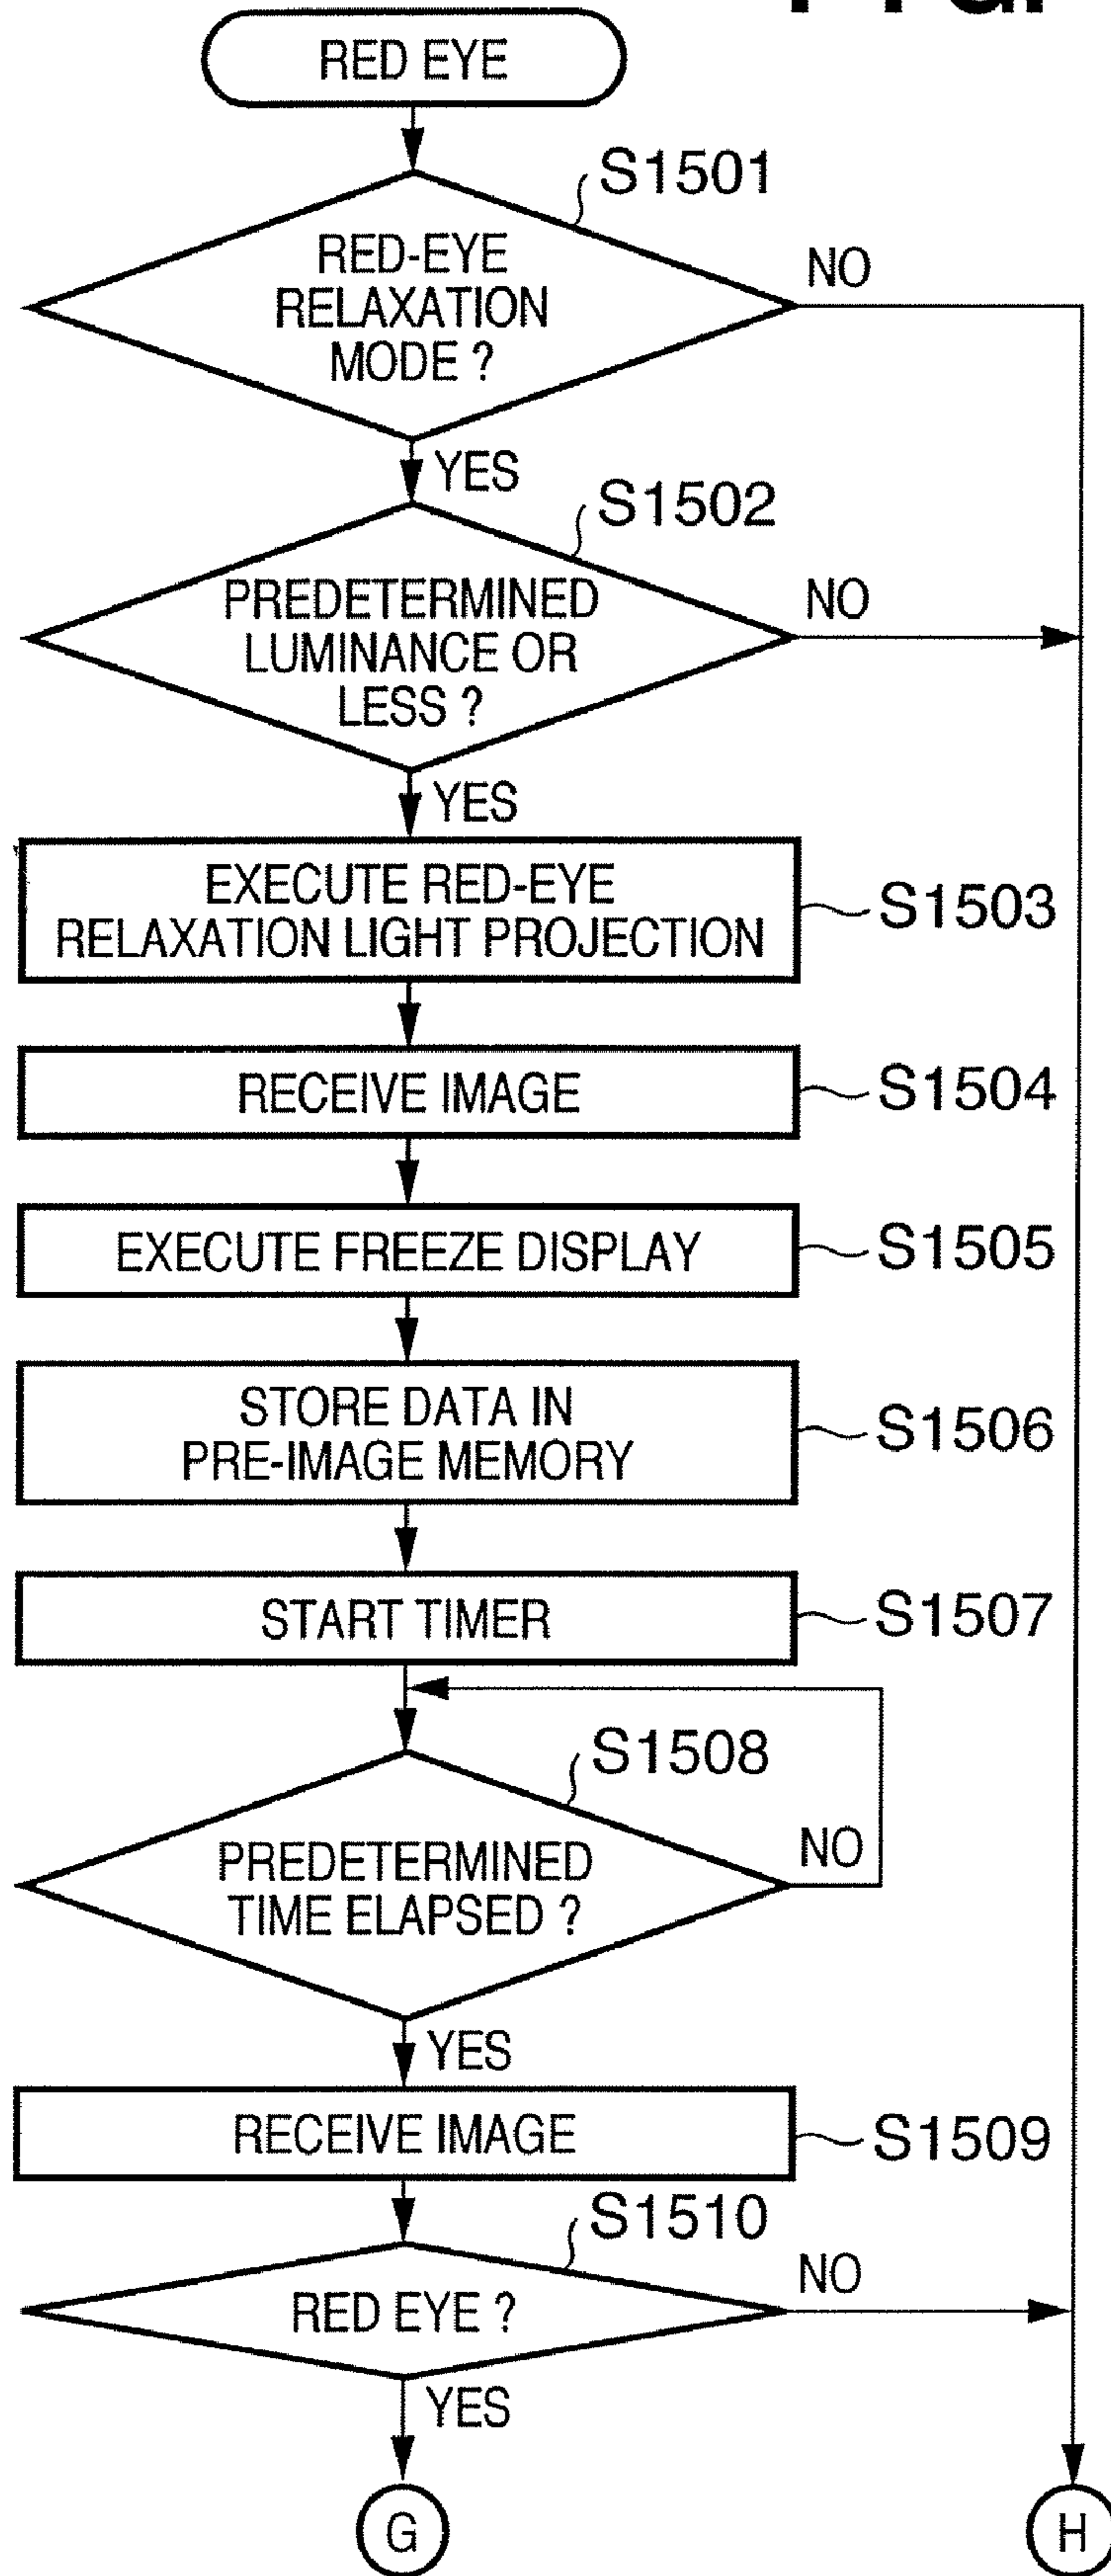 RED EYE
S1501
RED-EYE
RELAXATION
MODE ?
NO
YES
S1502
PREDETERMINED
LUMINANCE OR
LESS ?
NO
YES
EXECUTE RED-EYE
RELAXATION LIGHT PROJECTION
S1503
RECEIVE IMAGE
S1504
EXECUTE FREEZE DISPLAY
S1505
STORE DATA IN
PRE-IMAGE MEMORY
S1506
START TIMER
S1507
S1508
PREDETERMINED
TIME ELAPSED ?
NO
YES
RECEIVE IMAGE
S1509
S1510
RED EYE ?
NO
YES
G
H